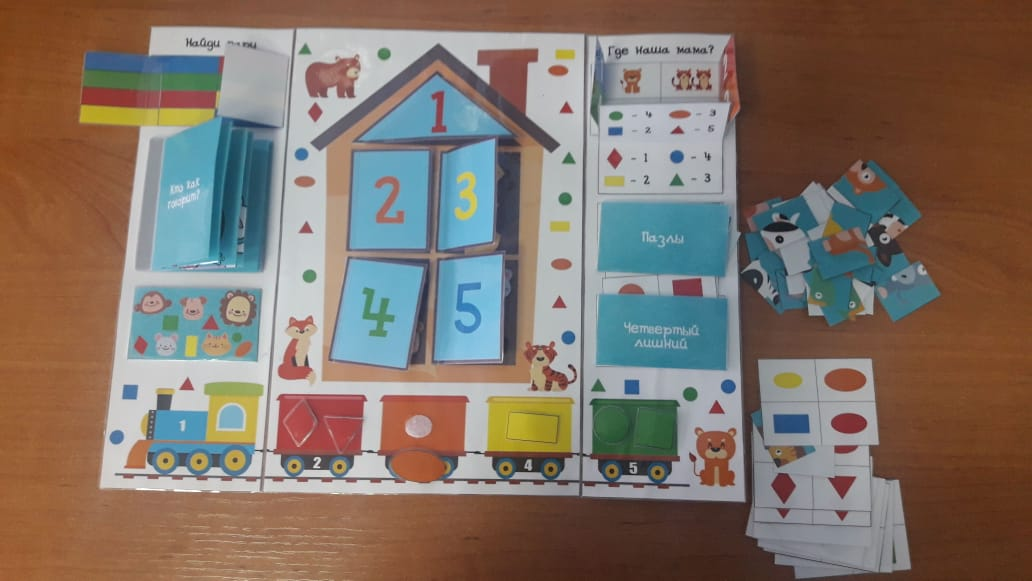 Найди
Где наша мама?
- 4 - 3
- 2 - 5
- 1 - 4
- 2 - 3
Кто как
говорит?
1
2
3
4
5
Пазлы
Четвертый
лишний
1
2
4
5